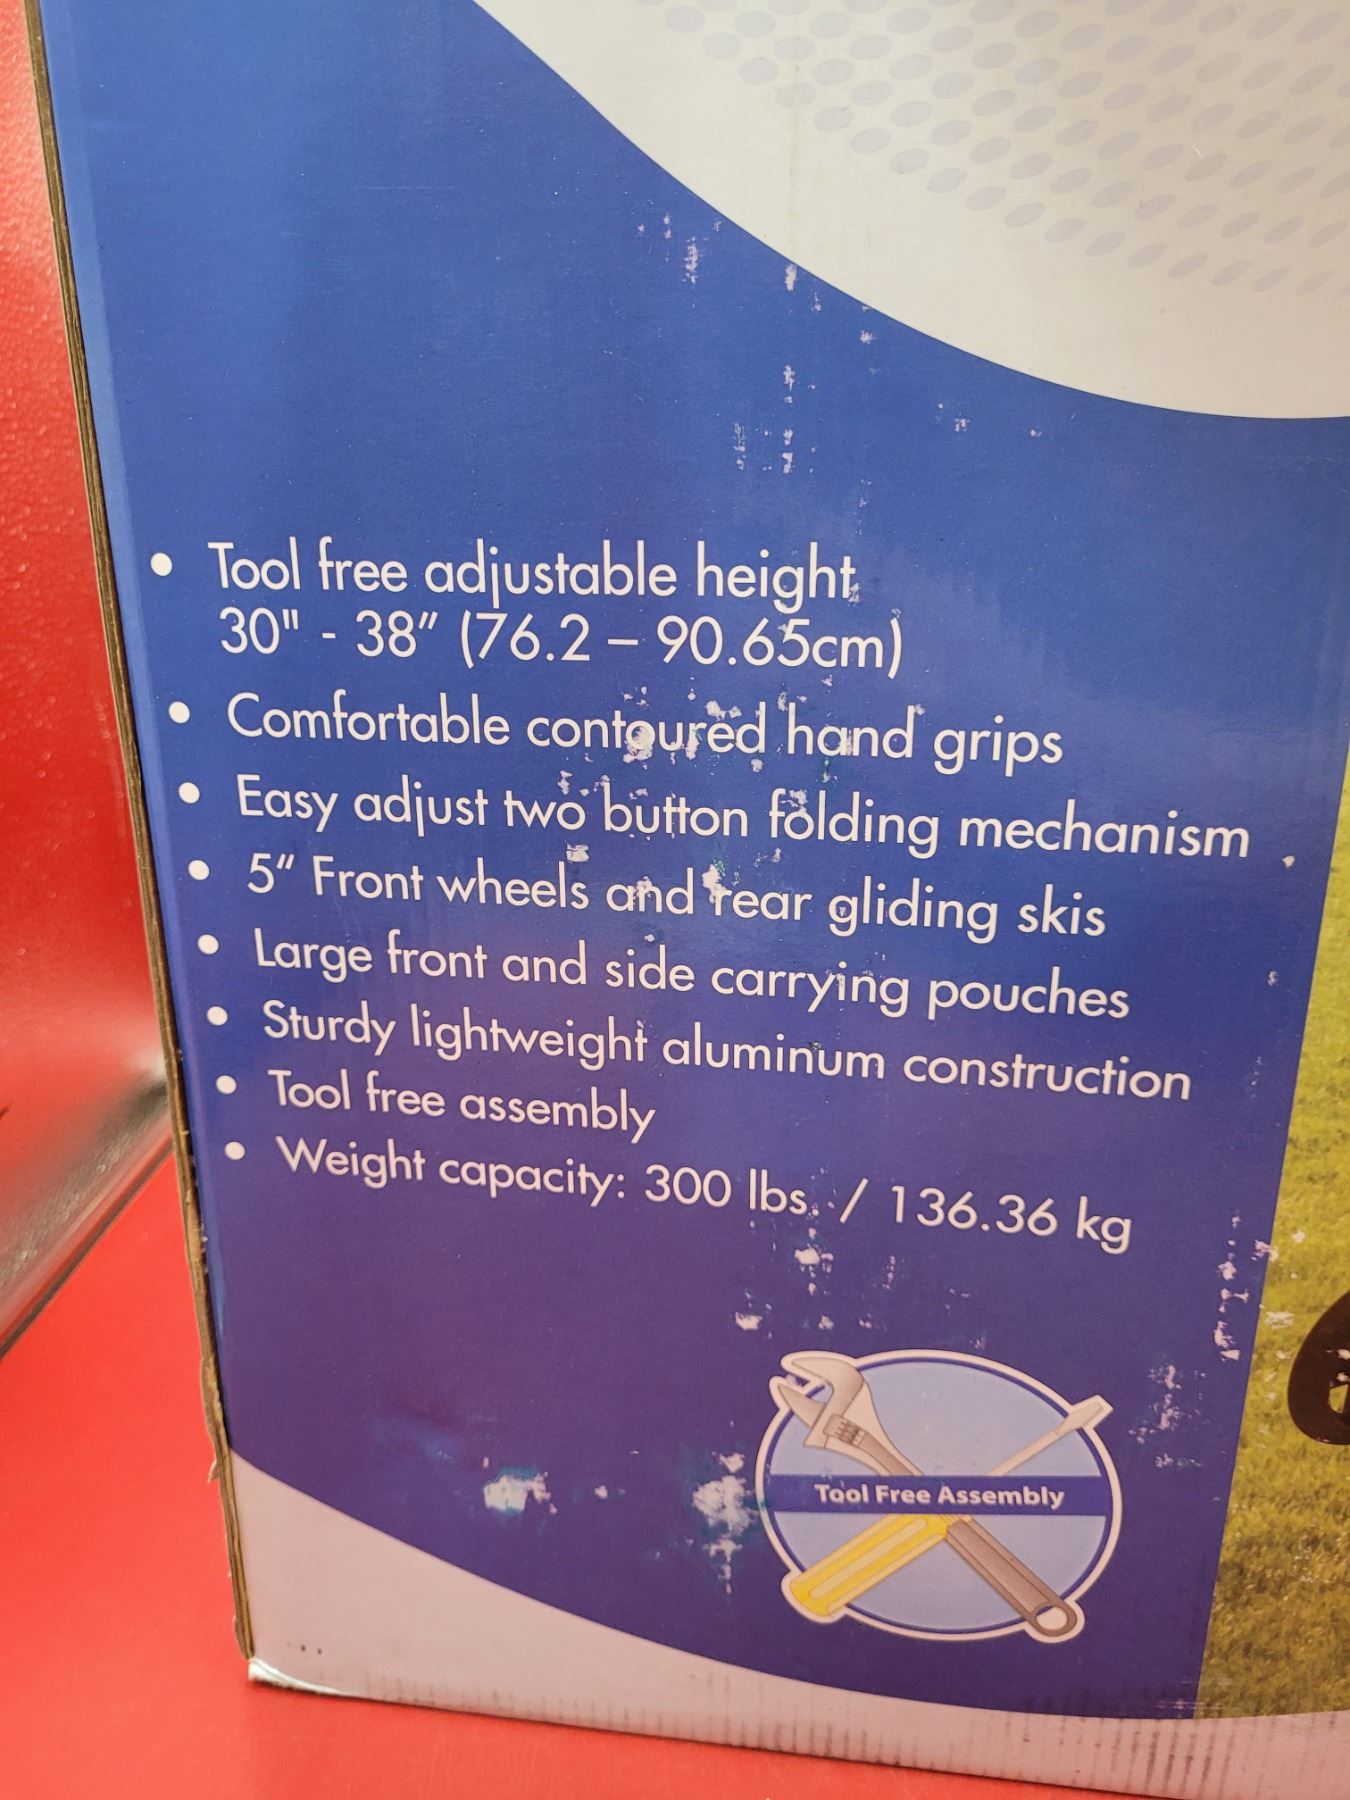 • Tool free adjustable height
30" - 38" (76.2 – 90.65cm)
• Comfortable contoured hand grips
• Easy adjust two button folding mechanism
• 5" Front wheels and rear gliding skis
• Large front and side carrying pouches
• Sturdy lightweight aluminum construction
• Tool free assembly
• Weight capacity: 300 lbs. / 136.36 kg
Tool Free Assembly